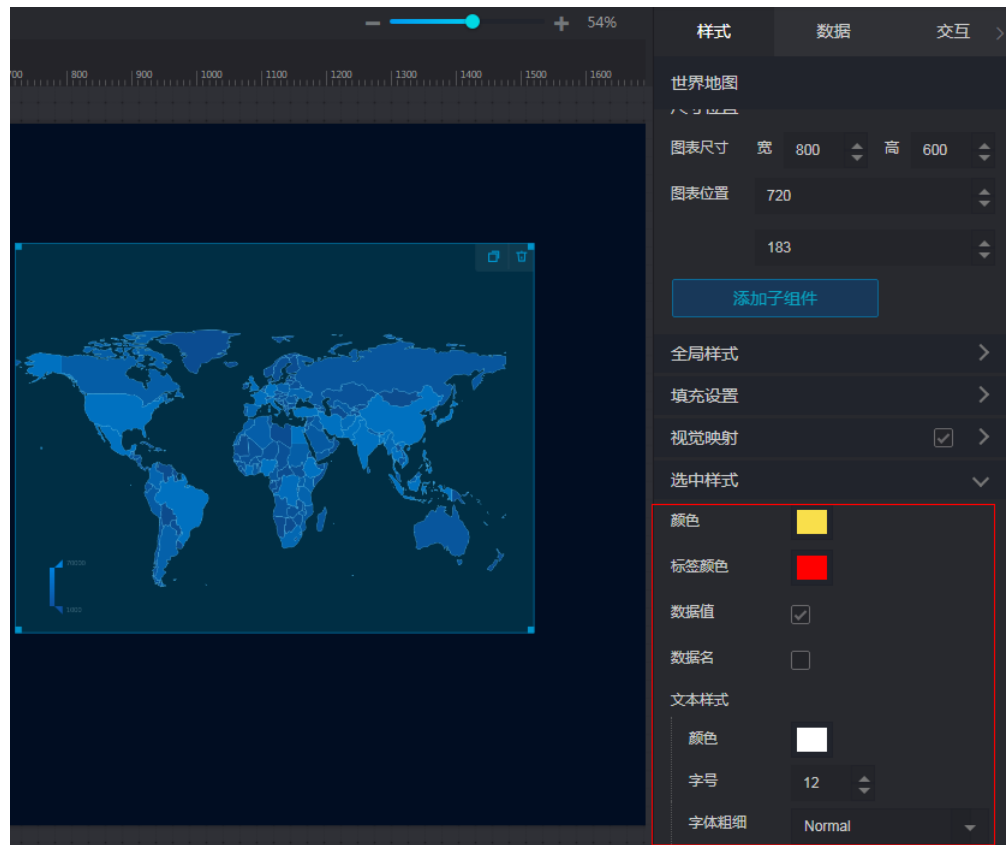 54%
样式 数据 交互
800 900 1000 1100 1200 1300 1400 1500 1600
世界地图
尺寸位置
图表尺寸 宽 800 高 600
图表位置 720
183
添加子组件
全局样式
填充设置
视觉映射
选中样式
颜色
标签颜色
数据值
数据名
文本样式
颜色
字号 12
字体粗细 Normal